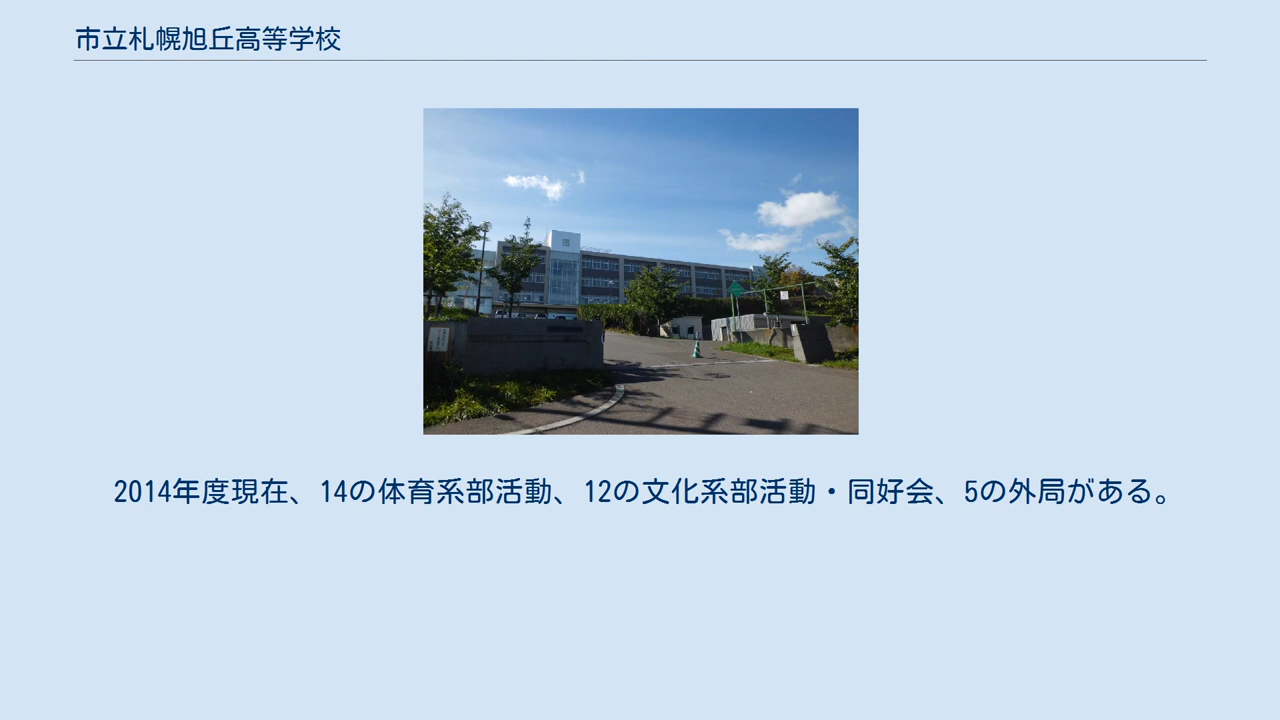 市立札幌旭丘高等学校
2014年度現在、14の体育系部活動、12の文化系部活動・同好会、5の外局がある。